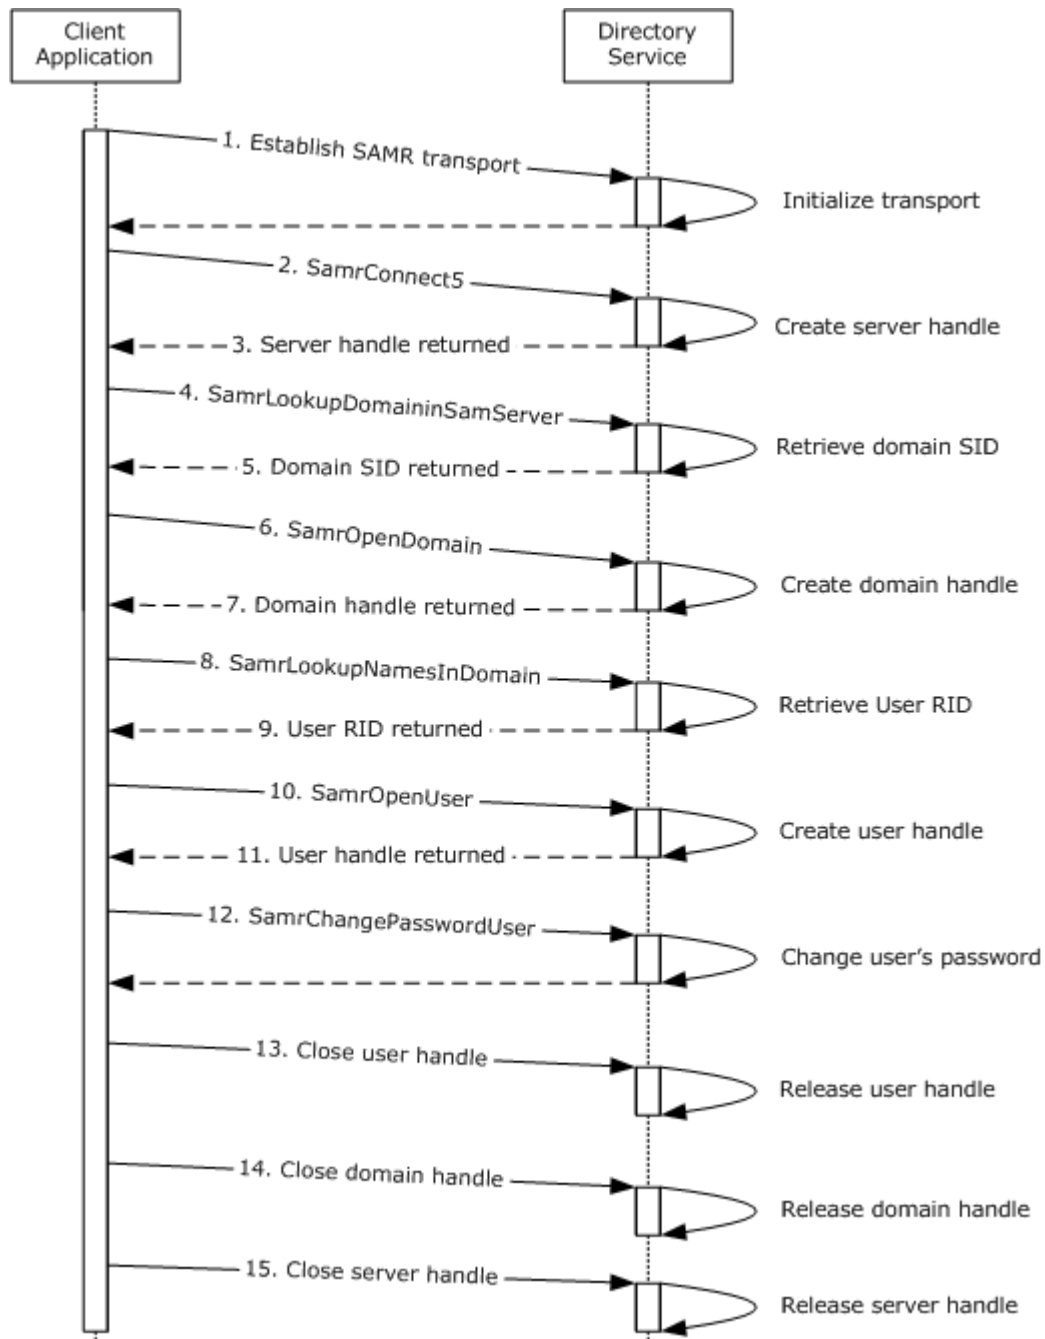 Client
Application
Directory
Service
1. Establish SAMR transport
Initialize transport
2. SamrConnect5
Create server handle
3. Server handle returned
4. SamrLookupDomaininSamServer
Retrieve domain SID
5. Domain SID returned
6. SamrOpenDomain
Create domain handle
7. Domain handle returned
8. SamrLookupNamesInDomain
Retrieve User RID
9. User RID returned
10. SamrOpenUser
Create user handle
11. User handle returned
12. SamrChangePasswordUser
Change user’s password
13. Close user handle
Release user handle
14. Close domain handle
Release domain handle
15. Close server handle
Release server handle